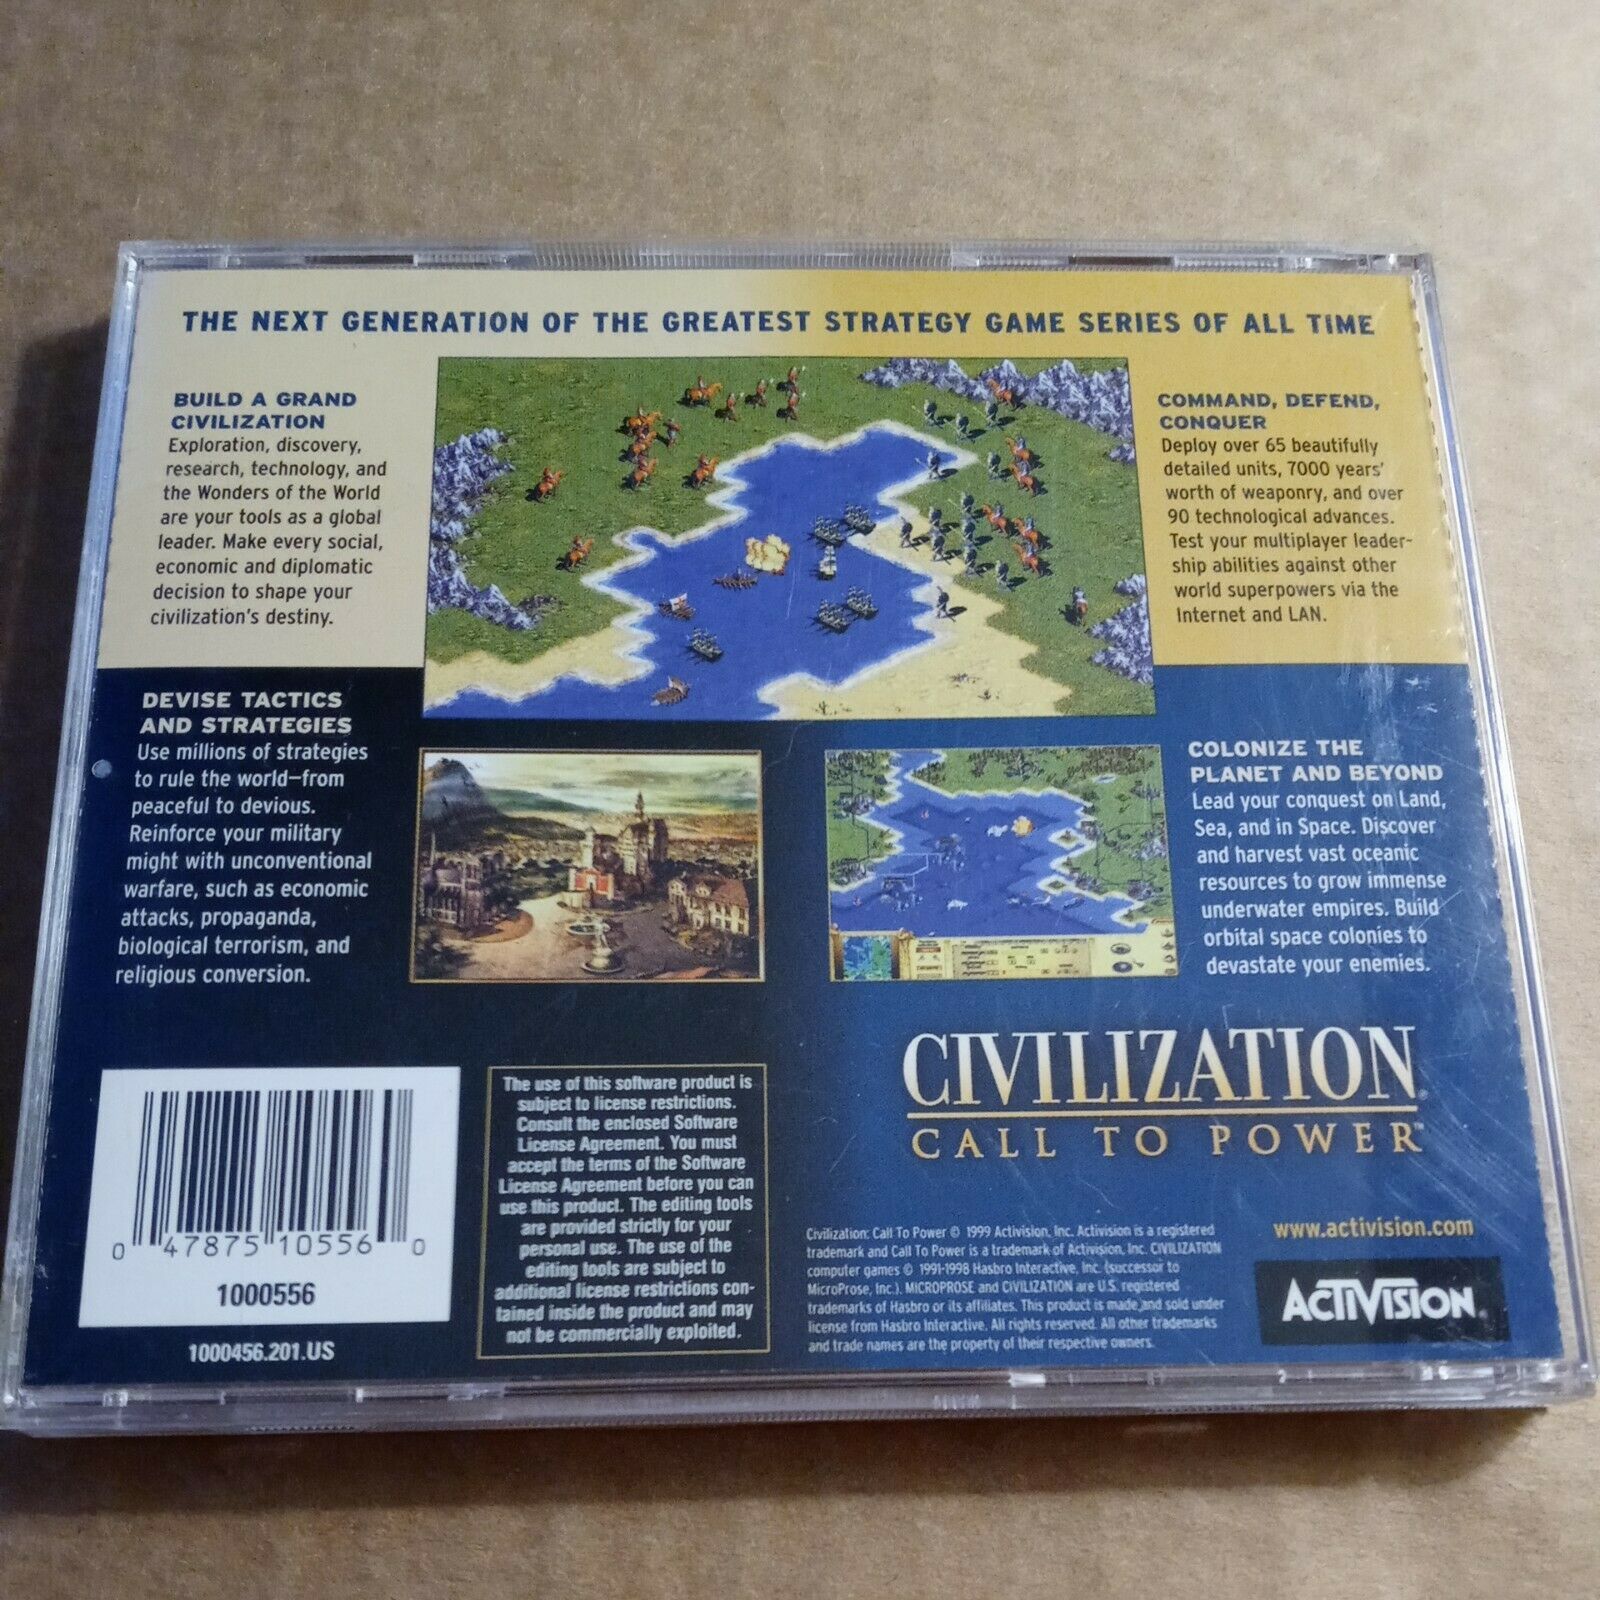 THE NEXT GENERATION OF THE GREATEST STRATEGY GAME SERIES OF ALL TIME
BUILD A GRAND
CIVILIZATION
Exploration, discovery,
research, technology, and
the Wonders of the World
are your tools as a global
leader. Make every social,
economic and diplomatic
decision to shape your
civilization's destiny.
COMMAND, DEFEND,
CONQUER
Deploy over 65 beautifully
detailed units, 7000 years'
worth of weaponry, and over
90 technological advances.
Test your multiplayer leader-
ship abilities against other
world superpowers via the
Internet and LAN.
DEVISE TACTICS
AND STRATEGIES
Use millions of strategies
to rule the world—from
peaceful to devious.
Reinforce your military
might with unconventional
warfare, such as economic
attacks, propaganda,
biological terrorism, and
religious conversion.
COLONIZE THE
PLANET AND BEYOND
Lead your conquest on Land,
Sea, and in Space. Discover
and harvest vast oceanic
resources to grow immense
underwater empires. Build
orbital space colonies to
devastate your enemies.
CIVILIZATION®
CALL TO POWER™
0 47875 10556 0
1000556
1000456.201.US
The use of this software product is
subject to license restrictions.
Consult the enclosed Software
License Agreement. You must
accept the terms of the Software
License Agreement before you can
use this product. The editing tools
are provided strictly for your
personal use. The use of the
editing tools are subject to
additional license restrictions con-
tained inside the product and may
not be commercially exploited.
Civilization: Call To Power © 1999 Activision, Inc. Activision is a registered
trademark and Call To Power is a trademark of Activision, Inc. CIVILIZATION
computer games © 1991-1998 Hasbro Interactive, Inc. (successor to
MicroProse, Inc.). MICROPROSE and CIVILIZATION are U.S. registered
trademarks of Hasbro or its affiliates. This product is made and sold under
license from Hasbro Interactive. All rights reserved. All other trademarks
and trade names are the property of their respective owners.
www.activision.com
ACTIVISION